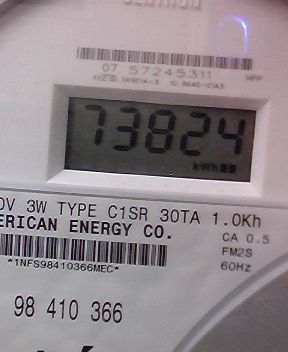 07 57245311 HPP
73824
kWh
0V 3W TYPE C1SR 30TA 1.0Kh
ERICAN ENERGY CO.
CA 0.5
FM2S
*1NFS98410366MEC*
60Hz
98 410 366